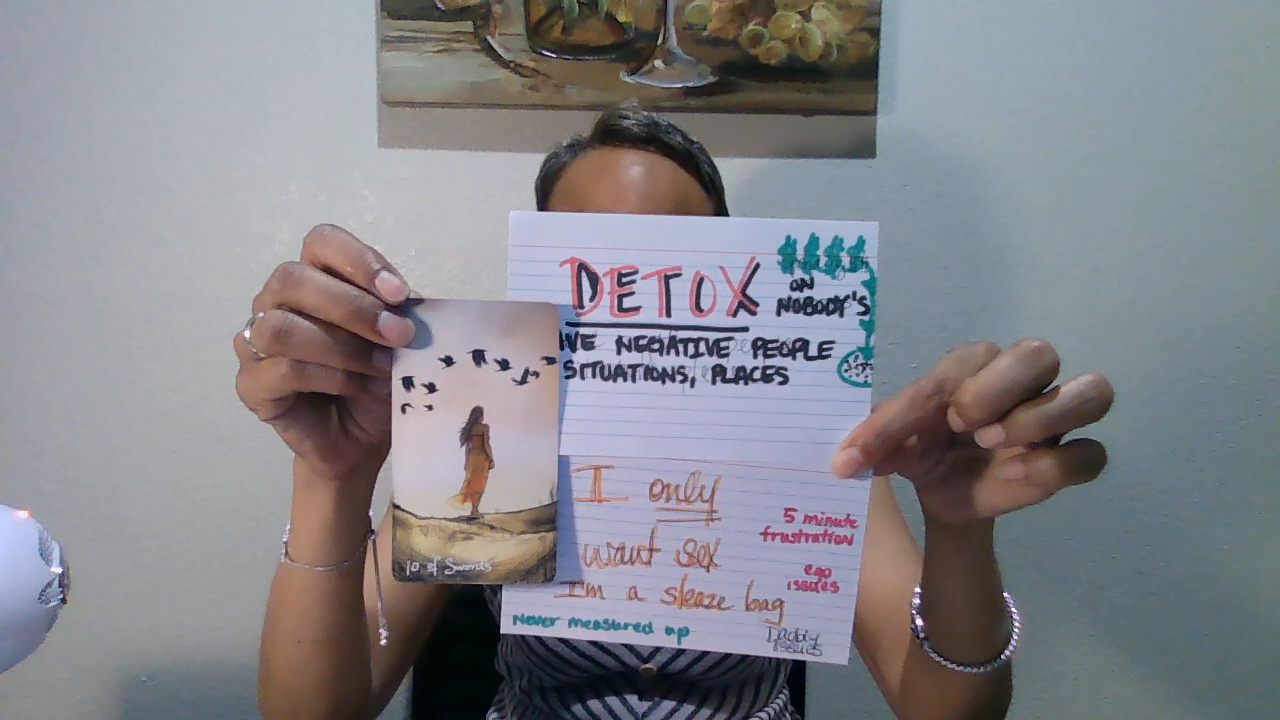 DETOX
$$$$
ON
NOBODY'S
IVE NEGATIVE PEOPLE
SITUATIONS, PLACES
I only
want sex
I'm a sleaze bag
5 minute
frustration
ego
issues
Never measured up
Daddy
Issues
10 of Swords